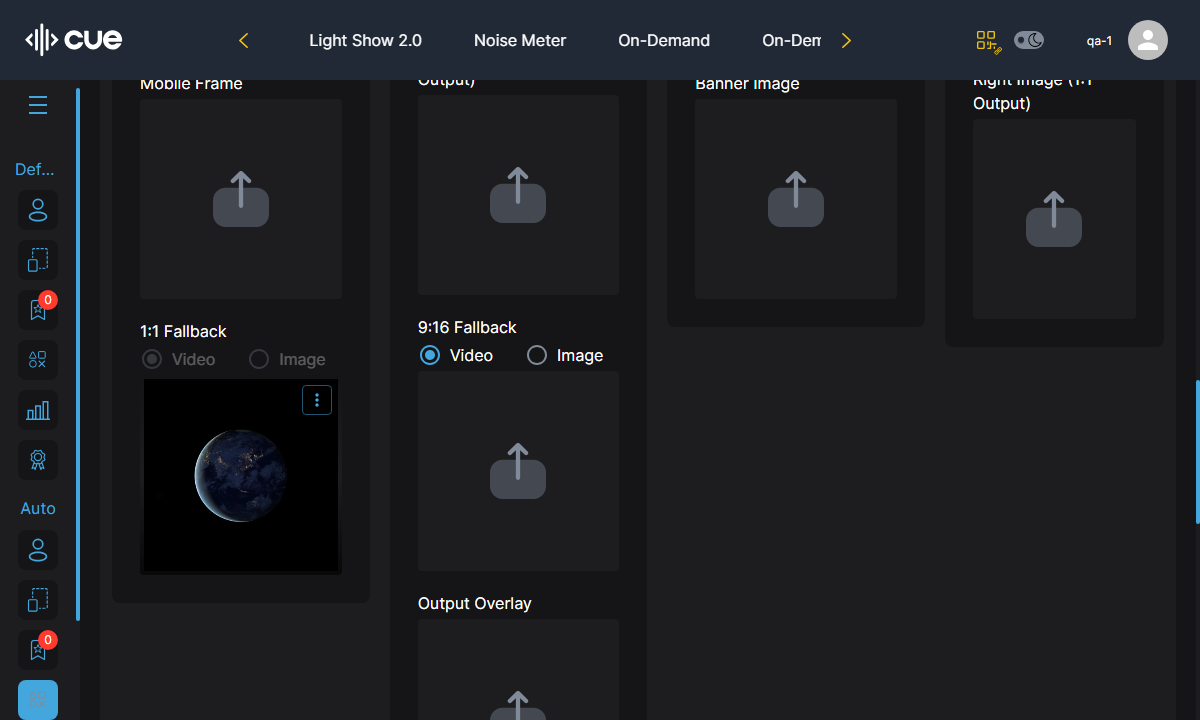 cue
Light Show 2.0
Noise Meter
On-Demand
On-Dem
qa-1
Def...
0
Auto
0
Mobile Frame
1:1 Fallback
Video
Image
Output)
9:16 Fallback
Video
Image
Output Overlay
Banner Image
Right Image (1:1
Output)